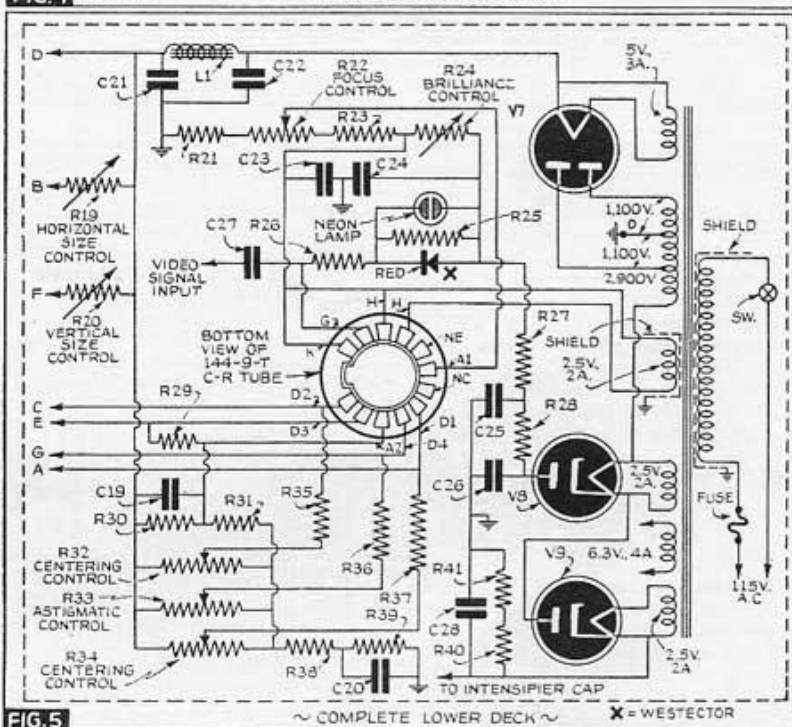 D
C21
L1
C22
R22
FOCUS
CONTROL
R24
BRILLIANCE
CONTROL
R23
5V.,
3A.
V7
R21
C23
C24
B
R19
HORIZONTAL
SIZE
CONTROL
NEON
LAMP
R25
1,100V.
D
1,100V.
2,900V
SHIELD
C27
R26
VIDEO
SIGNAL
INPUT
RED
X
F
R20
VERTICAL
SIZE
CONTROL
H
H
R27
SW.
SHIELD
2.5V.,
2A.
BOTTOM
VIEW OF
144-9-T
C-R TUBE
G
K
NE
A1
NC
D2
D3
D1
D4
A2
C
E
G
A
R29
C25
R28
C26
V8
2.5V.
2A.
FUSE
C19
R30
R31
R35
R36
R37
R32
CENTERING
CONTROL
R33
ASTIGMATIC
CONTROL
R34
CENTERING
CONTROL
R39
R38
C20
R41
C28
R40
V9
6.3V., 4A
115V.
A.C
2.5V.
2A
TO INTENSIFIER CAP
FIG.5
~ COMPLETE LOWER DECK ~
X = WESTECTOR